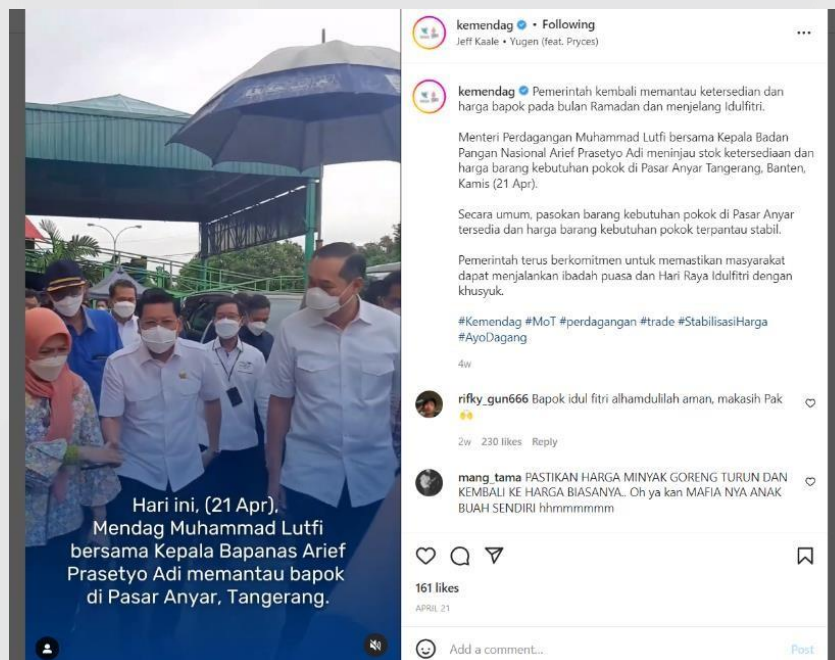 Hari ini, (21 Apr),
Mendag Muhammad Lutfi
bersama Kepala Bapanas Arief
Prasetyo Adi memantau bapok
di Pasar Anyar, Tangerang.
kemendag • Following
Jeff Kaale • Yugen (feat. Pryces)
kemendag Pemerintah kembali memantau ketersedian dan
harga bapok pada bulan Ramadan dan menjelang Idulfitri.
Menteri Perdagangan Muhammad Lutfi bersama Kepala Badan
Pangan Nasional Arief Prasetyo Adi meninjau stok ketersediaan dan
harga barang kebutuhan pokok di Pasar Anyar Tangerang, Banten,
Kamis (21 Apr).
Secara umum, pasokan barang kebutuhan pokok di Pasar Anyar
tersedia dan harga barang kebutuhan pokok terpantau stabil.
Pemerintah terus berkomitmen untuk memastikan masyarakat
dapat menjalankan ibadah puasa dan Hari Raya Idulfitri dengan
khusyuk.
#Kemendag #MoT #perdagangan #trade #StabilisasiHarga
#AyoDagang
4w
rifky_gun666 Bapok idul fitri alhamdulilah aman, makasih Pak
🙌
2w 230 likes Reply
mang_tama PASTIKAN HARGA MINYAK GORENG TURUN DAN
KEMBALI KE HARGA BIASANYA.. Oh ya kan MAFIA NYA ANAK
BUAH SENDIRI hhmmmmmm
161 likes
APRIL 21
Add a comment...
Post